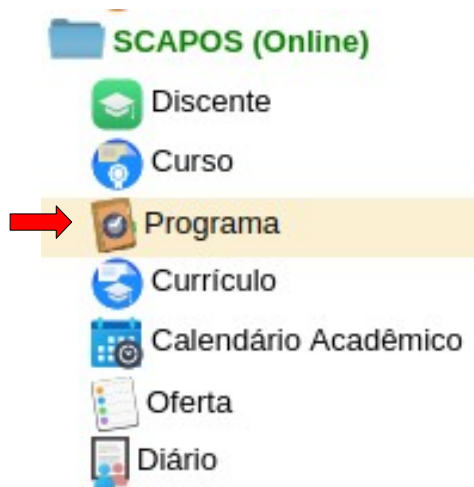 SCAPOS (Online)
Discente
Curso
Programa
Currículo
Calendário Acadêmico
Oferta
Diário